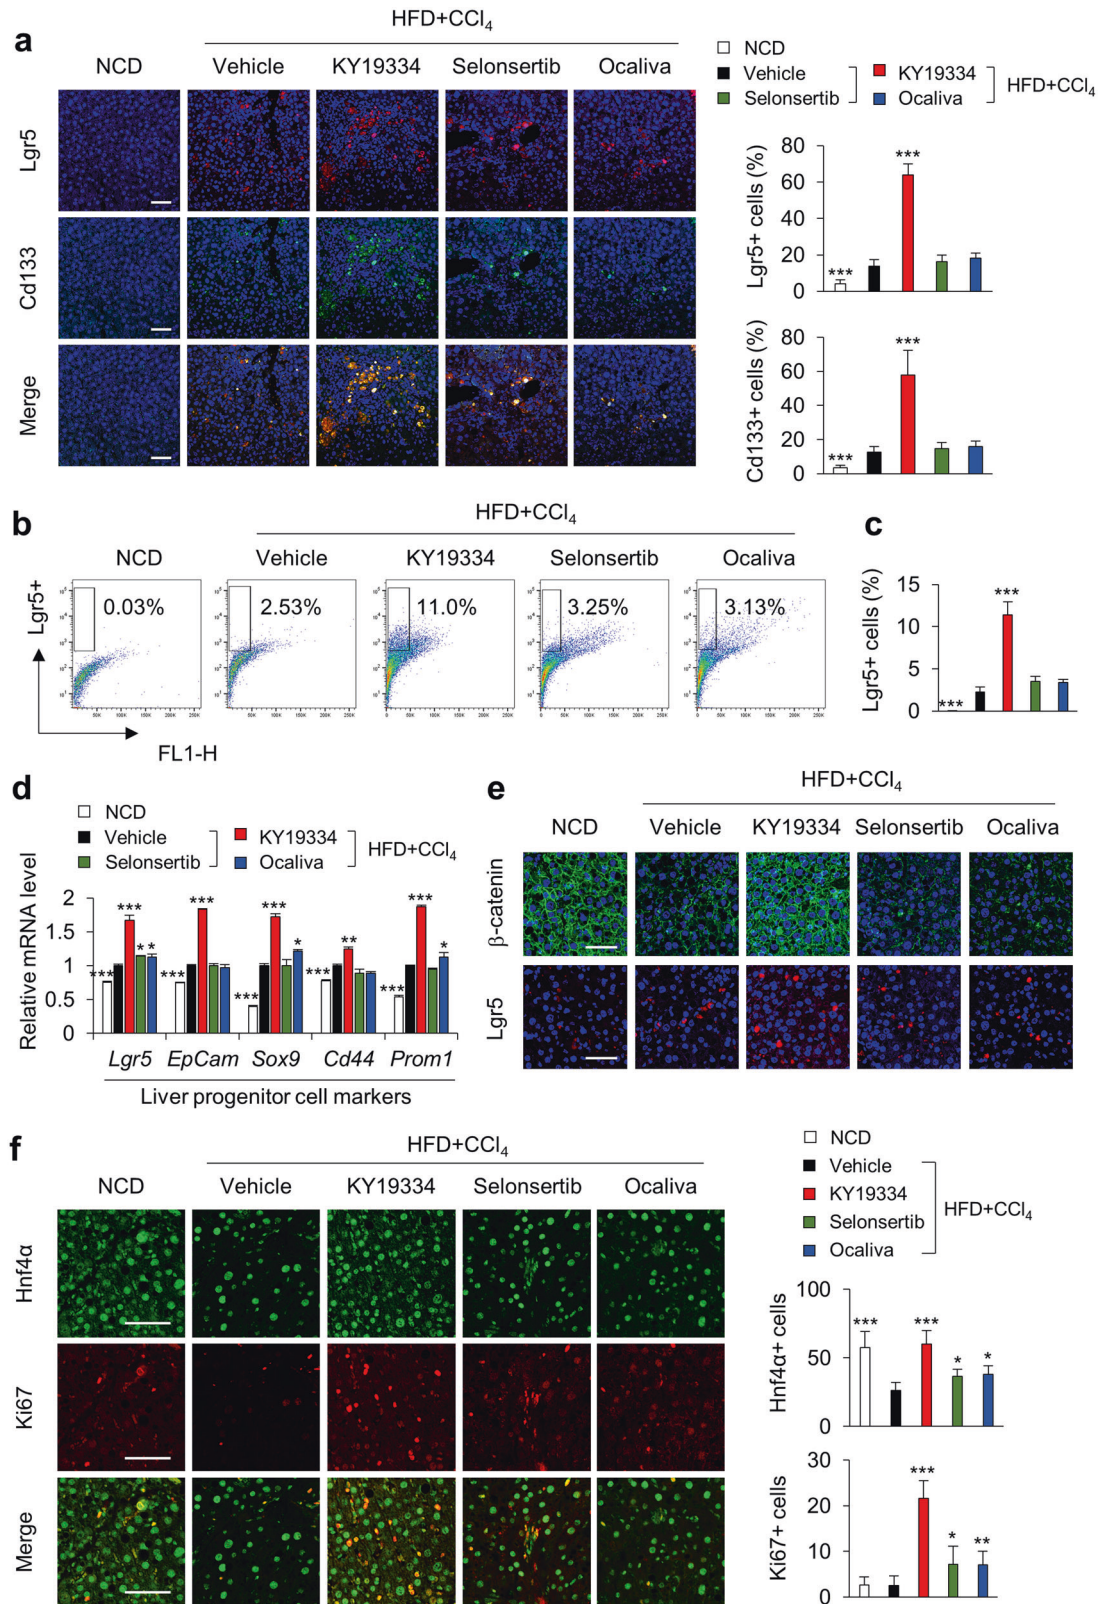 a
HFD+CCl4
NCD Vehicle KY19334 Selonsertib Ocaliva
Lgr5
Cd133
Merge
NCD
Vehicle KY19334
Selonsertib Ocaliva
HFD+CCl4
Lgr5+ cells (%)
80
60
40
20
0
*** ***
Cd133+ cells (%)
80
60
40
20
0
*** ***
b
HFD+CCl4
NCD Vehicle KY19334 Selonsertib Ocaliva
Lgr5+
0.03% 2.53% 11.0% 3.25% 3.13%
50K 100K 150K 200K 250K
FL1-H
c
Lgr5+ cells (%)
15
10
5
0
*** ***
d
NCD
Vehicle KY19334
Selonsertib Ocaliva
HFD+CCl4
Relative mRNA level
2
1.5
1
0.5
0
*** *** * *
*** ***
*** *** *
*** **
*** *** *
Lgr5 EpCam Sox9 Cd44 Prom1
Liver progenitor cell markers
e
HFD+CCl4
NCD Vehicle KY19334 Selonsertib Ocaliva
β-catenin
Lgr5
f
HFD+CCl4
NCD Vehicle KY19334 Selonsertib Ocaliva
Hnf4α
Ki67
Merge
NCD
Vehicle
KY19334
Selonsertib
Ocaliva
HFD+CCl4
Hnf4α+ cells
100
50
0
*** *** * *
Ki67+ cells
30
20
10
0
*** * **